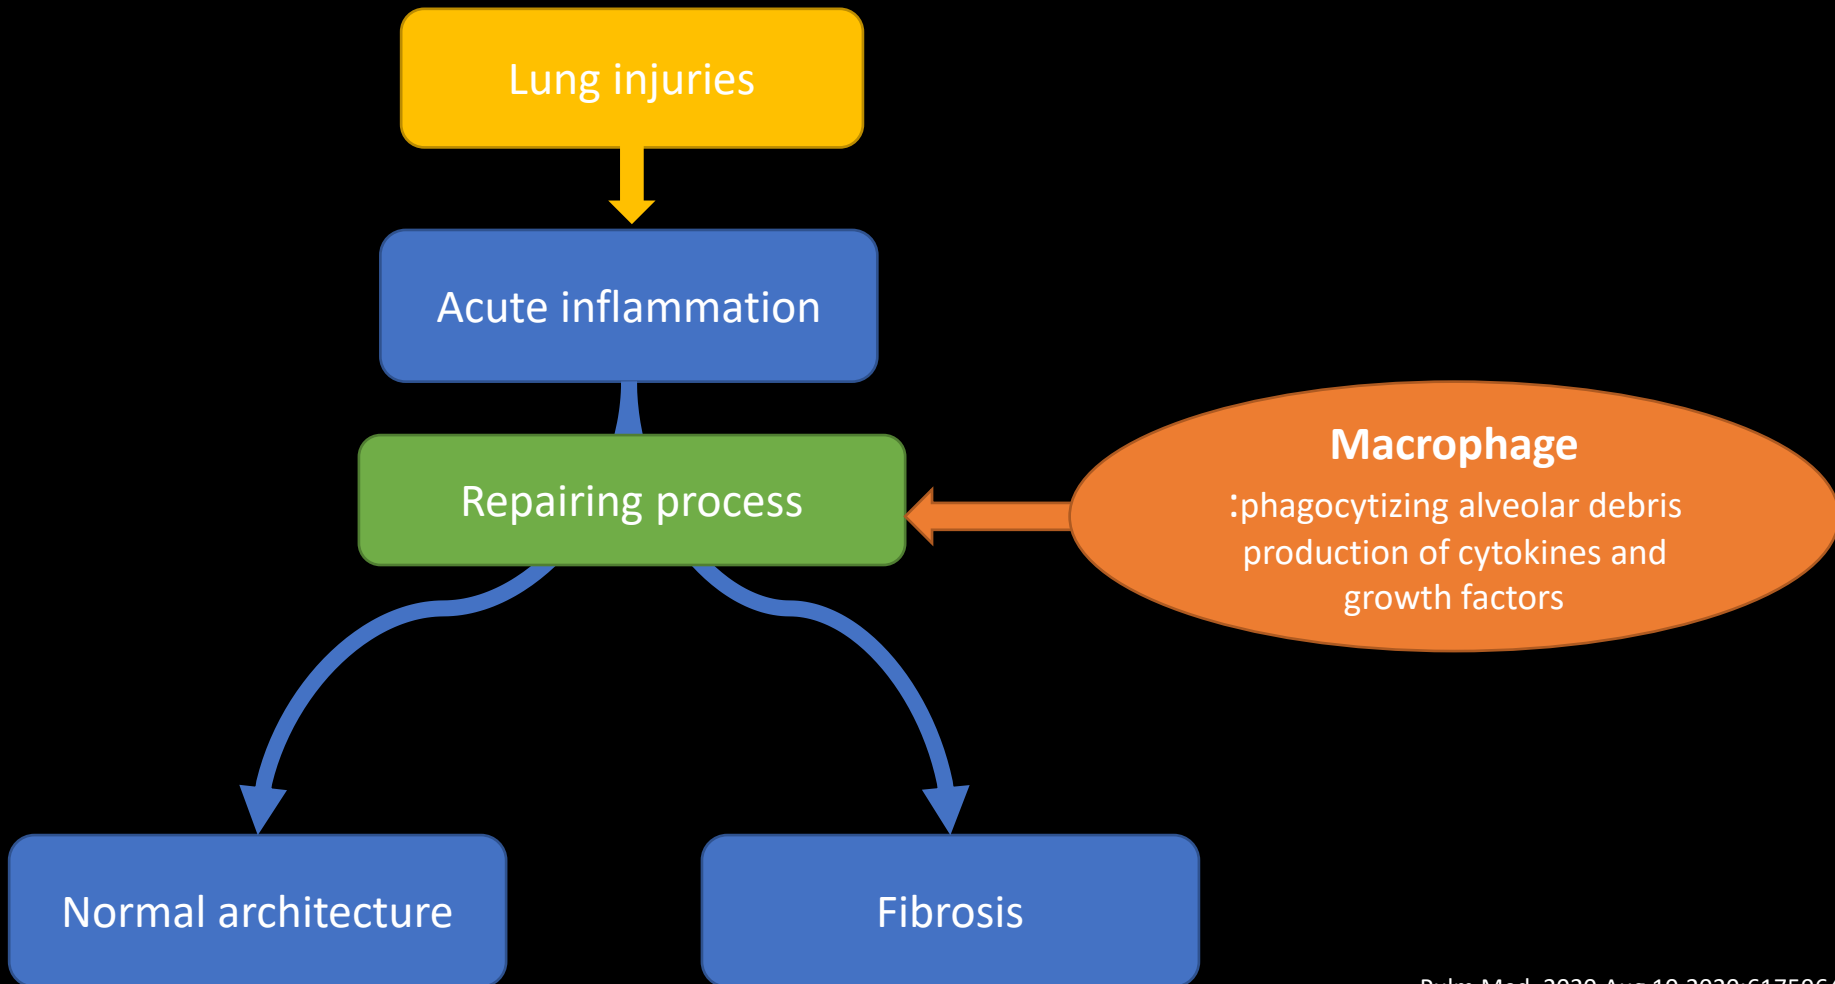 Lung injuries
Acute inflammation
Repairing process
Macrophage
:phagocytizing alveolar debris
production of cytokines and
growth factors
Normal architecture
Fibrosis